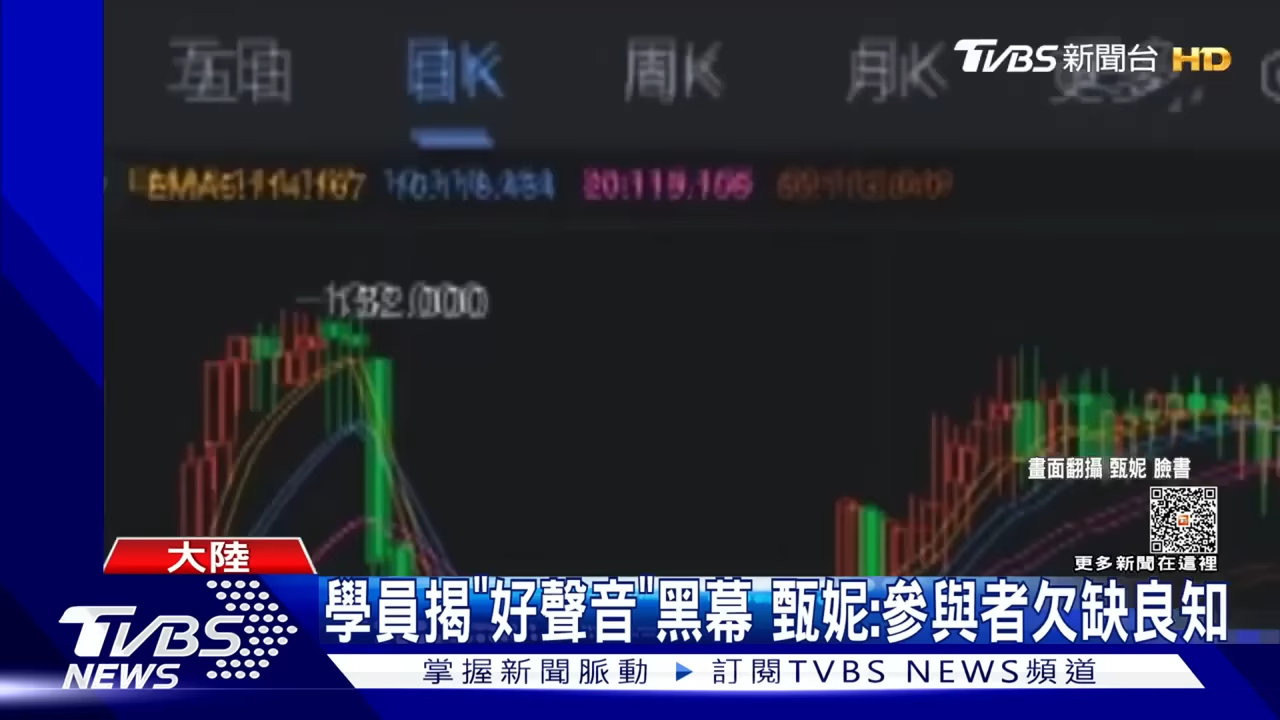 五日 日K 周K 月K
TVBS新聞台 HD
畫面翻攝 甄妮 臉書
更多新聞在這裡
大陸
學員揭"好聲音"黑幕 甄妮:參與者欠缺良知
TVBS NEWS
掌握新聞脈動 ▶ 訂閱TVBS NEWS頻道